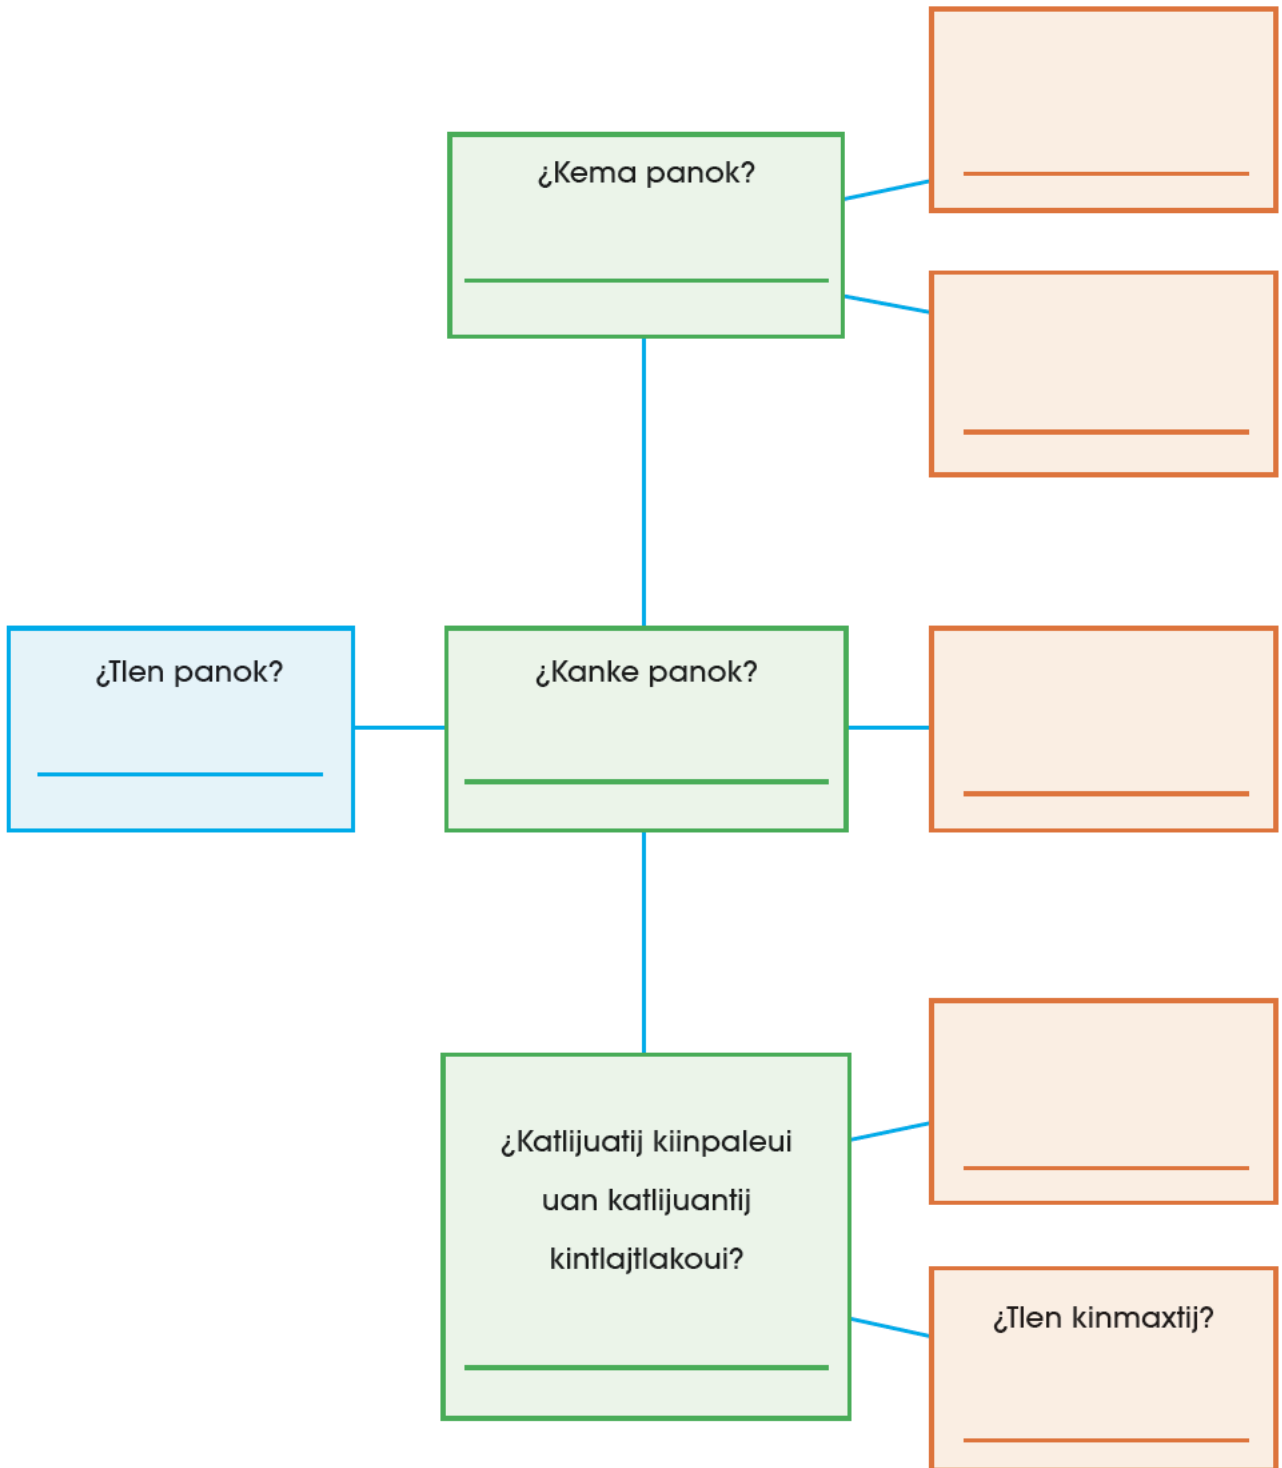 ¿Kema panok?
¿Tlen panok?
¿Kanke panok?
¿Katlijuatij kiinpaleui
uan katlijuantij
kintlajtlakoui?
¿Tlen kinmaxtij?